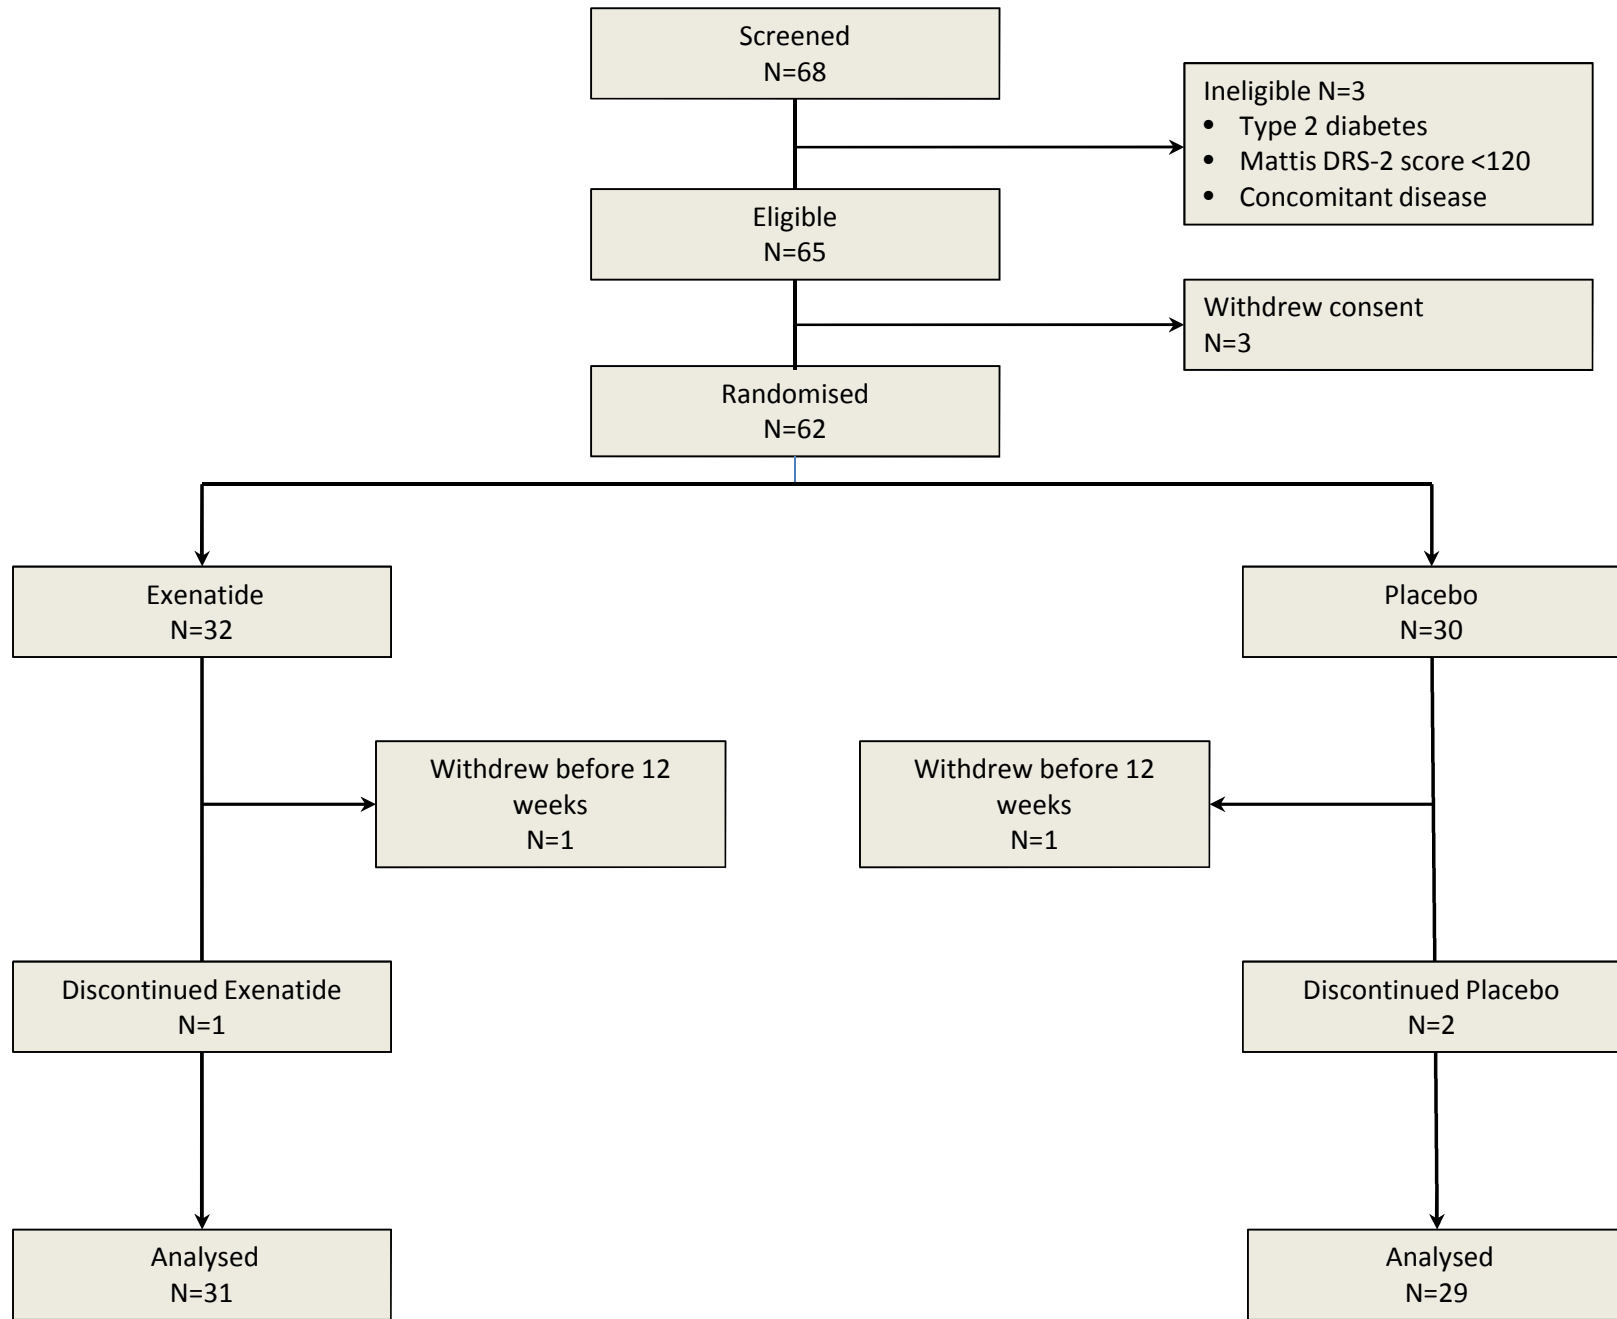 Screened
N=68
Ineligible N=3
• Type 2 diabetes
• Mattis DRS-2 score <120
• Concomitant disease
Eligible
N=65
Withdrew consent
N=3
Randomised
N=62
Exenatide
N=32
Placebo
N=30
Withdrew before 12
weeks
N=1
Withdrew before 12
weeks
N=1
Discontinued Exenatide
N=1
Discontinued Placebo
N=2
Analysed
N=31
Analysed
N=29